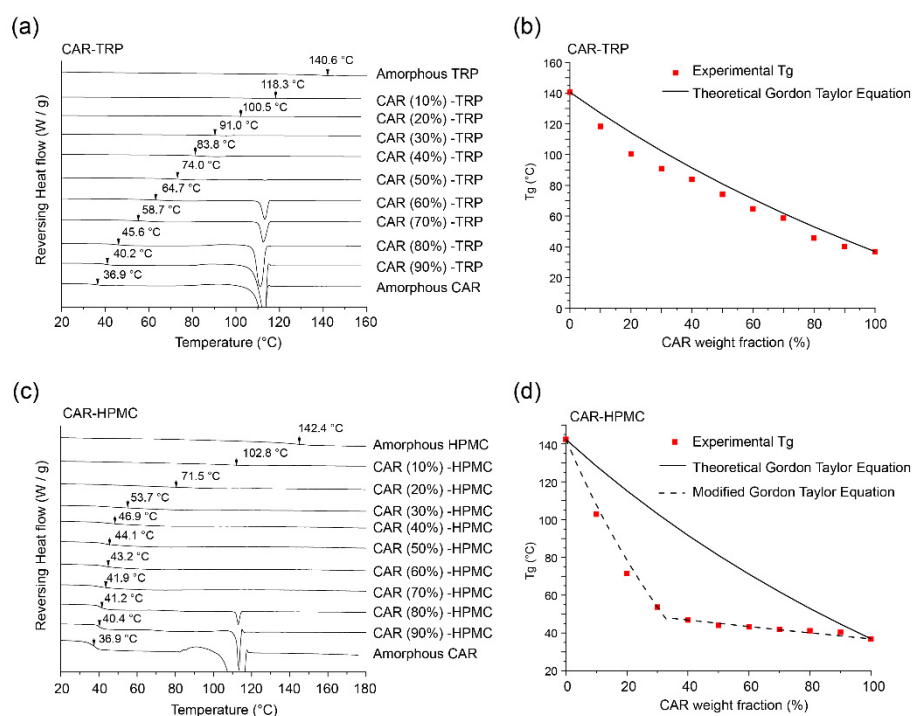 (a)
CAR-TRP
140.6 °C
Amorphous TRP
118.3 °C
CAR (10%) -TRP
100.5 °C
CAR (20%) -TRP
91.0 °C
CAR (30%) -TRP
83.8 °C
CAR (40%) -TRP
74.0 °C
CAR (50%) -TRP
64.7 °C
CAR (60%) -TRP
58.7 °C
CAR (70%) -TRP
45.6 °C
CAR (80%) -TRP
40.2 °C
CAR (90%) -TRP
36.9 °C
Amorphous CAR
Reversing Heat flow (W / g)
20 40 60 80 100 120 140 160
Temperature (°C)
(b)
CAR-TRP
Experimental Tg
Theoretical Gordon Taylor Equation
160
140
120
100
80
60
40
20
0
Tg (°C)
0 20 40 60 80 100
CAR weight fraction (%)
(c)
CAR-HPMC
142.4 °C
Amorphous HPMC
102.8 °C
CAR (10%) -HPMC
71.5 °C
CAR (20%) -HPMC
53.7 °C
CAR (30%) -HPMC
46.9 °C
CAR (40%) -HPMC
44.1 °C
CAR (50%) -HPMC
43.2 °C
CAR (60%) -HPMC
41.9 °C
CAR (70%) -HPMC
41.2 °C
CAR (80%) -HPMC
40.4 °C
CAR (90%) -HPMC
36.9 °C
Amorphous CAR
Reversing Heat flow (W / g)
20 40 60 80 100 120 140 160 180
Temperature (°C)
(d)
CAR-HPMC
Experimental Tg
Theoretical Gordon Taylor Equation
Modified Gordon Taylor Equation
140
120
100
80
60
40
20
Tg (°C)
0 20 40 60 80 100
CAR weight fraction (%)